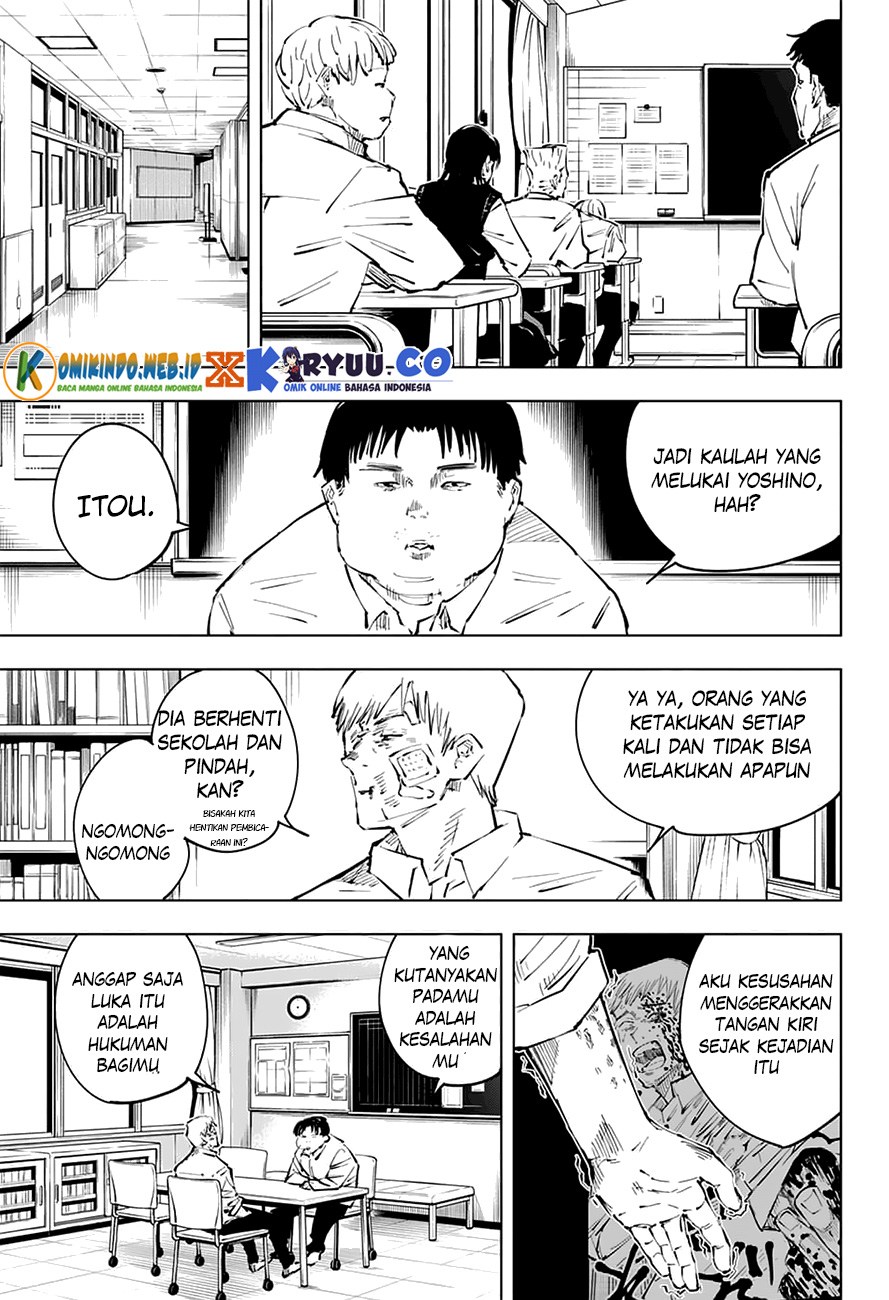 KOMIKINDO.WEB.ID
BACA MANGA ONLINE BAHASA INDONESIA
X
KIRYUU.CO
OMIK ONLINE BAHASA INDONESIA
JADI KAULAH YANG
MELUKAI YOSHINO,
HAH?
ITOU.
YA YA, ORANG YANG
KETAKUKAN SETIAP
KALI DAN TIDAK BISA
MELAKUKAN APAPUN
DIA BERHENTI
SEKOLAH DAN
PINDAH,
KAN?
BISAKAH KITA
HENTIKAN PEMBICA-
RAAN INI?
NGOMONG-
NGOMONG
AKU KESUSAHAN
MENGGERAKKAN
TANGAN KIRI
SEJAK KEJADIAN
ITU
YANG
KUTANYAKAN
PADAMU
ADALAH
KESALAHAN
MU
ANGGAP SAJA
LUKA ITU
ADALAH
HUKUMAN
BAGIMU